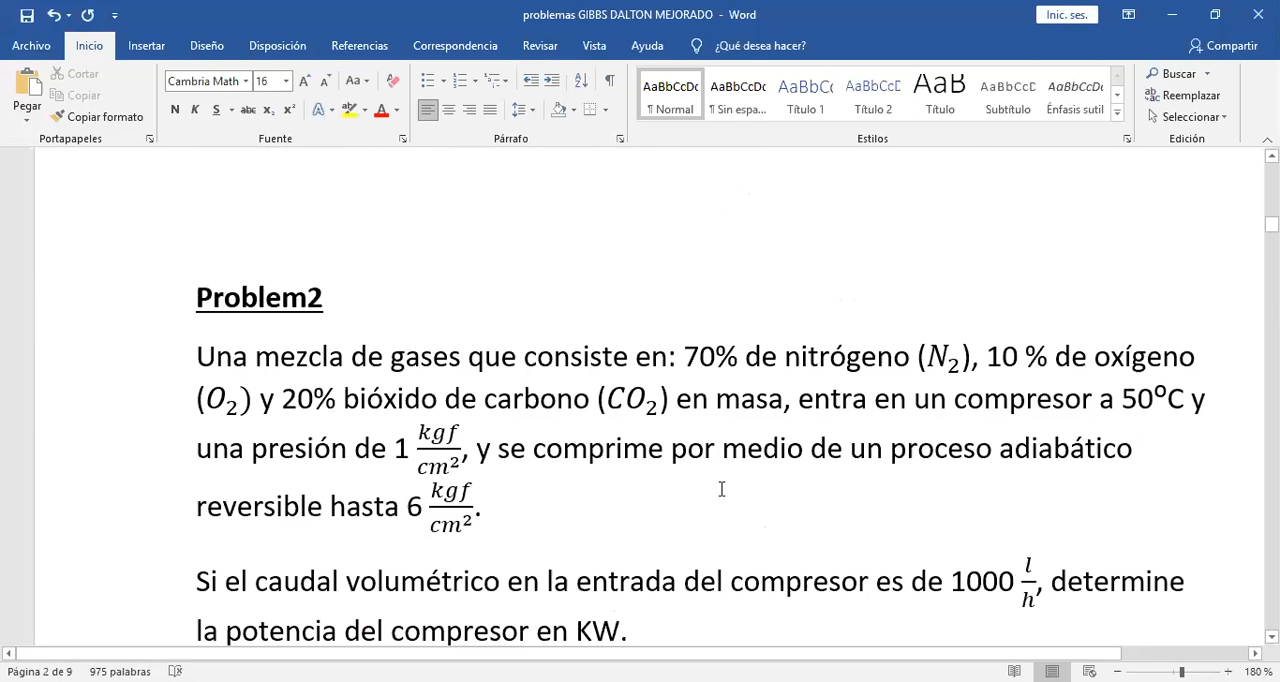 problemas GIBBS DALTON MEJORADO - Word
Inic. ses.
Archivo Inicio Insertar Diseño Disposición Referencias Correspondencia Revisar Vista Ayuda ¿Qué desea hacer? Compartir
Pegar
Cortar
Copiar
Copiar formato
Portapapeles
Cambria Math 16 Aa
N K S abc x₂ x² A A
Fuente
Párrafo
AaBbCcDc AaBbCcDc AaBbCc AaBbCcD AaB AaBbCcD AaBbCcDc
¶ Normal ¶ Sin espa... Título 1 Título 2 Título Subtítulo Énfasis sutil
Estilos
Buscar
Reemplazar
Seleccionar
Edición
Problem2
Una mezcla de gases que consiste en: 70% de nitrógeno (N₂), 10 % de oxígeno
(O₂) y 20% bióxido de carbono (CO₂) en masa, entra en un compresor a 50ºC y
una presión de 1 kgf/cm², y se comprime por medio de un proceso adiabático
reversible hasta 6 kgf/cm².
Si el caudal volumétrico en la entrada del compresor es de 1000 l/h, determine
la potencia del compresor en KW.
Página 2 de 9 975 palabras 180 %